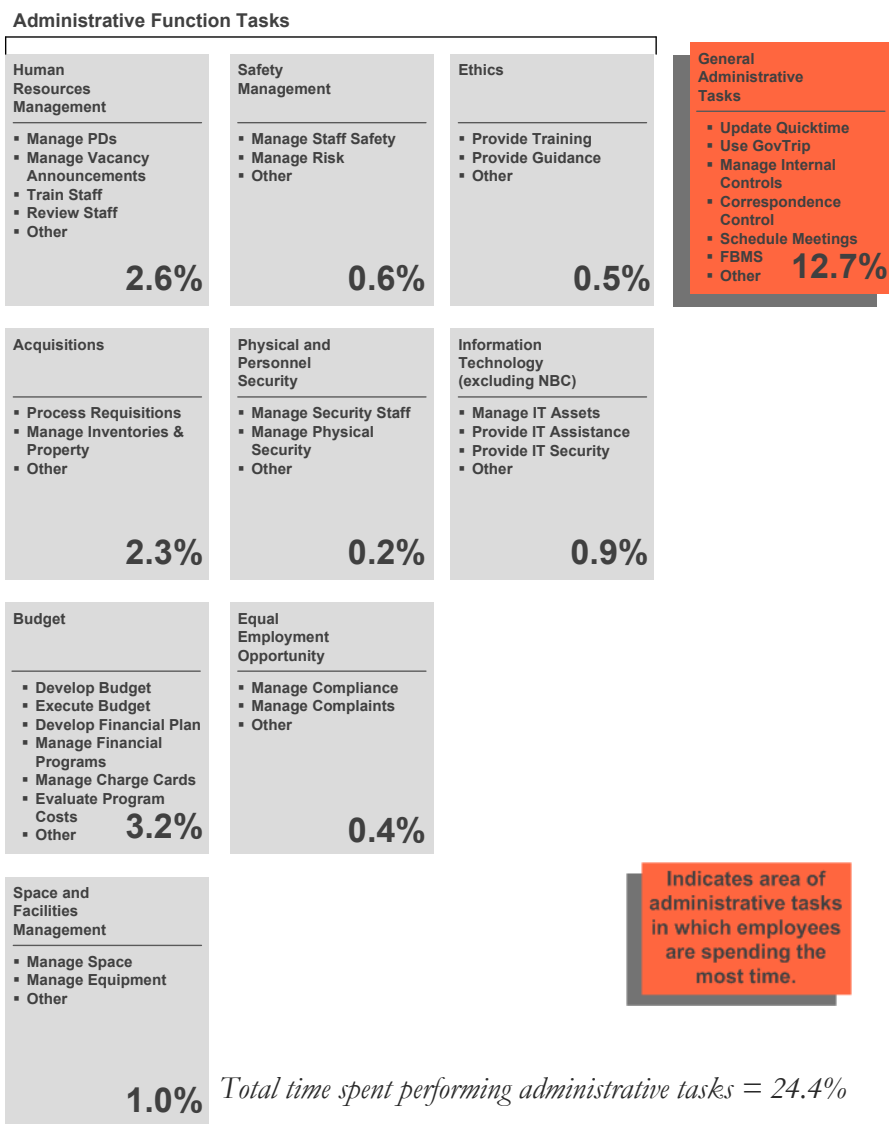 Administrative Function Tasks
Human
Resources
Management
▪ Manage PDs
▪ Manage Vacancy
Announcements
▪ Train Staff
▪ Review Staff
▪ Other
2.6%
Safety
Management
▪ Manage Staff Safety
▪ Manage Risk
▪ Other
0.6%
Ethics
▪ Provide Training
▪ Provide Guidance
▪ Other
0.5%
General
Administrative
Tasks
▪ Update Quicktime
▪ Use GovTrip
▪ Manage Internal
Controls
▪ Correspondence
Control
▪ Schedule Meetings
▪ FBMS
▪ Other
12.7%
Acquisitions
▪ Process Requisitions
▪ Manage Inventories &
Property
▪ Other
2.3%
Physical and
Personnel
Security
▪ Manage Security Staff
▪ Manage Physical
Security
▪ Other
0.2%
Information
Technology
(excluding NBC)
▪ Manage IT Assets
▪ Provide IT Assistance
▪ Provide IT Security
▪ Other
0.9%
Budget
▪ Develop Budget
▪ Execute Budget
▪ Develop Financial Plan
▪ Manage Financial
Programs
▪ Manage Charge Cards
▪ Evaluate Program
Costs
▪ Other
3.2%
Equal
Employment
Opportunity
▪ Manage Compliance
▪ Manage Complaints
▪ Other
0.4%
Space and
Facilities
Management
▪ Manage Space
▪ Manage Equipment
▪ Other
1.0%
Indicates area of
administrative tasks
in which employees
are spending the
most time.
Total time spent performing administrative tasks = 24.4%